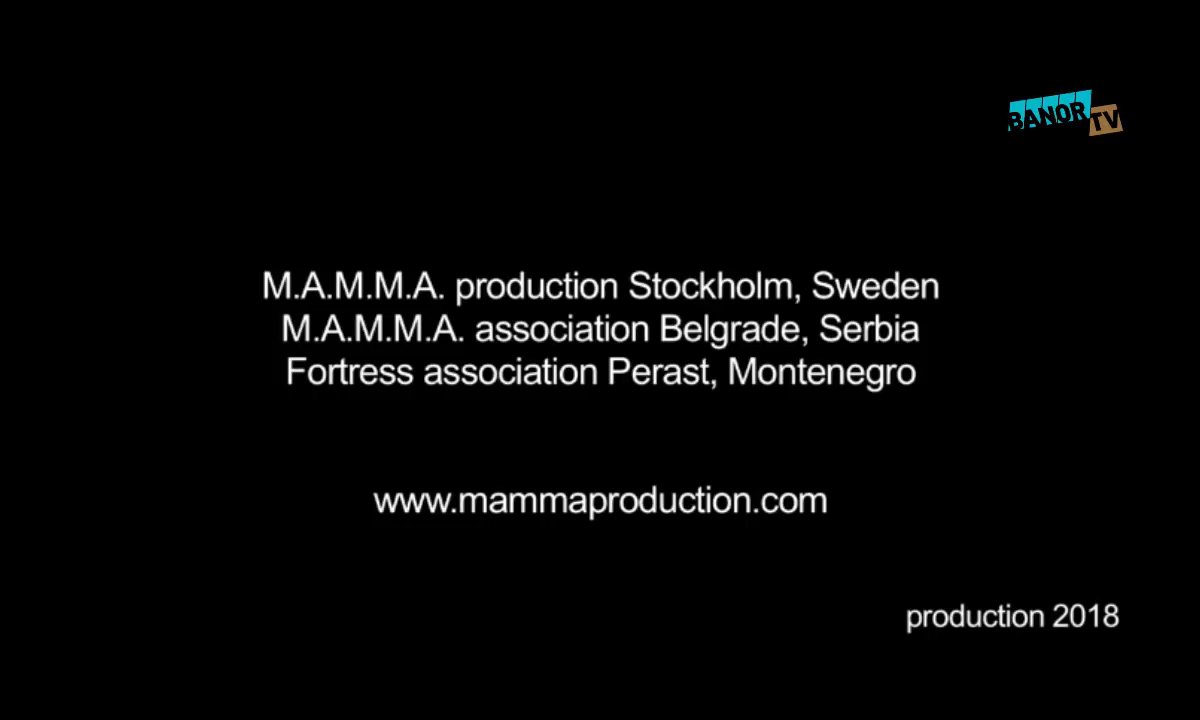 BANOR TV
M.A.M.M.A. production Stockholm, Sweden
M.A.M.M.A. association Belgrade, Serbia
Fortress association Perast, Montenegro
www.mammaproduction.com
production 2018